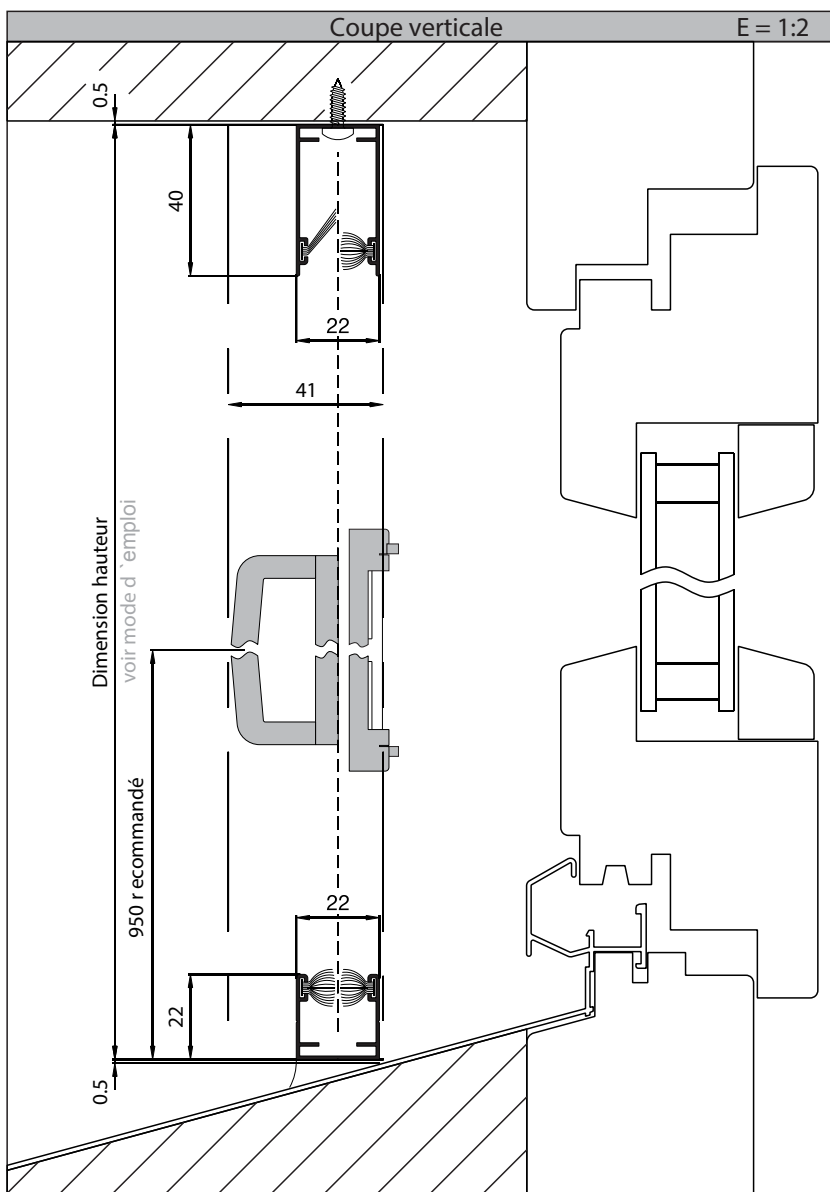 Coupe verticale
E = 1:2
0.5
40
22
41
Dimension hauteur
voir mode d `emploi
950 r ecommandé
22
22
0.5